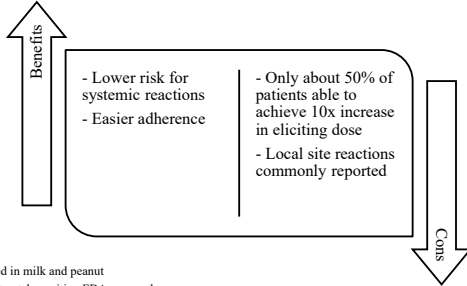 Benefits
- Lower risk for
systemic reactions
- Easier adherence
- Only about 50% of
patients able to
achieve 10x increase
in eliciting dose
- Local site reactions
commonly reported
Cons
in milk and peanut